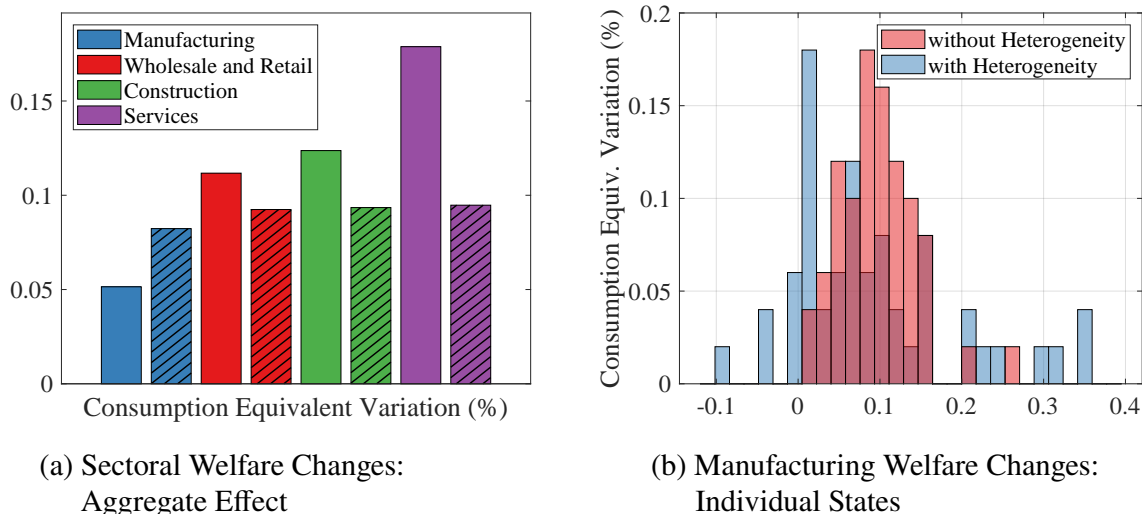 0.15
0.1
0.05
0
Manufacturing
Wholesale and Retail
Construction
Services
Consumption Equivalent Variation (%)
(a) Sectoral Welfare Changes:
Aggregate Effect
Consumption Equiv. Variation (%)
0.2
0.15
0.1
0.05
0
without Heterogeneity
with Heterogeneity
-0.1 0 0.1 0.2 0.3 0.4
(b) Manufacturing Welfare Changes:
Individual States